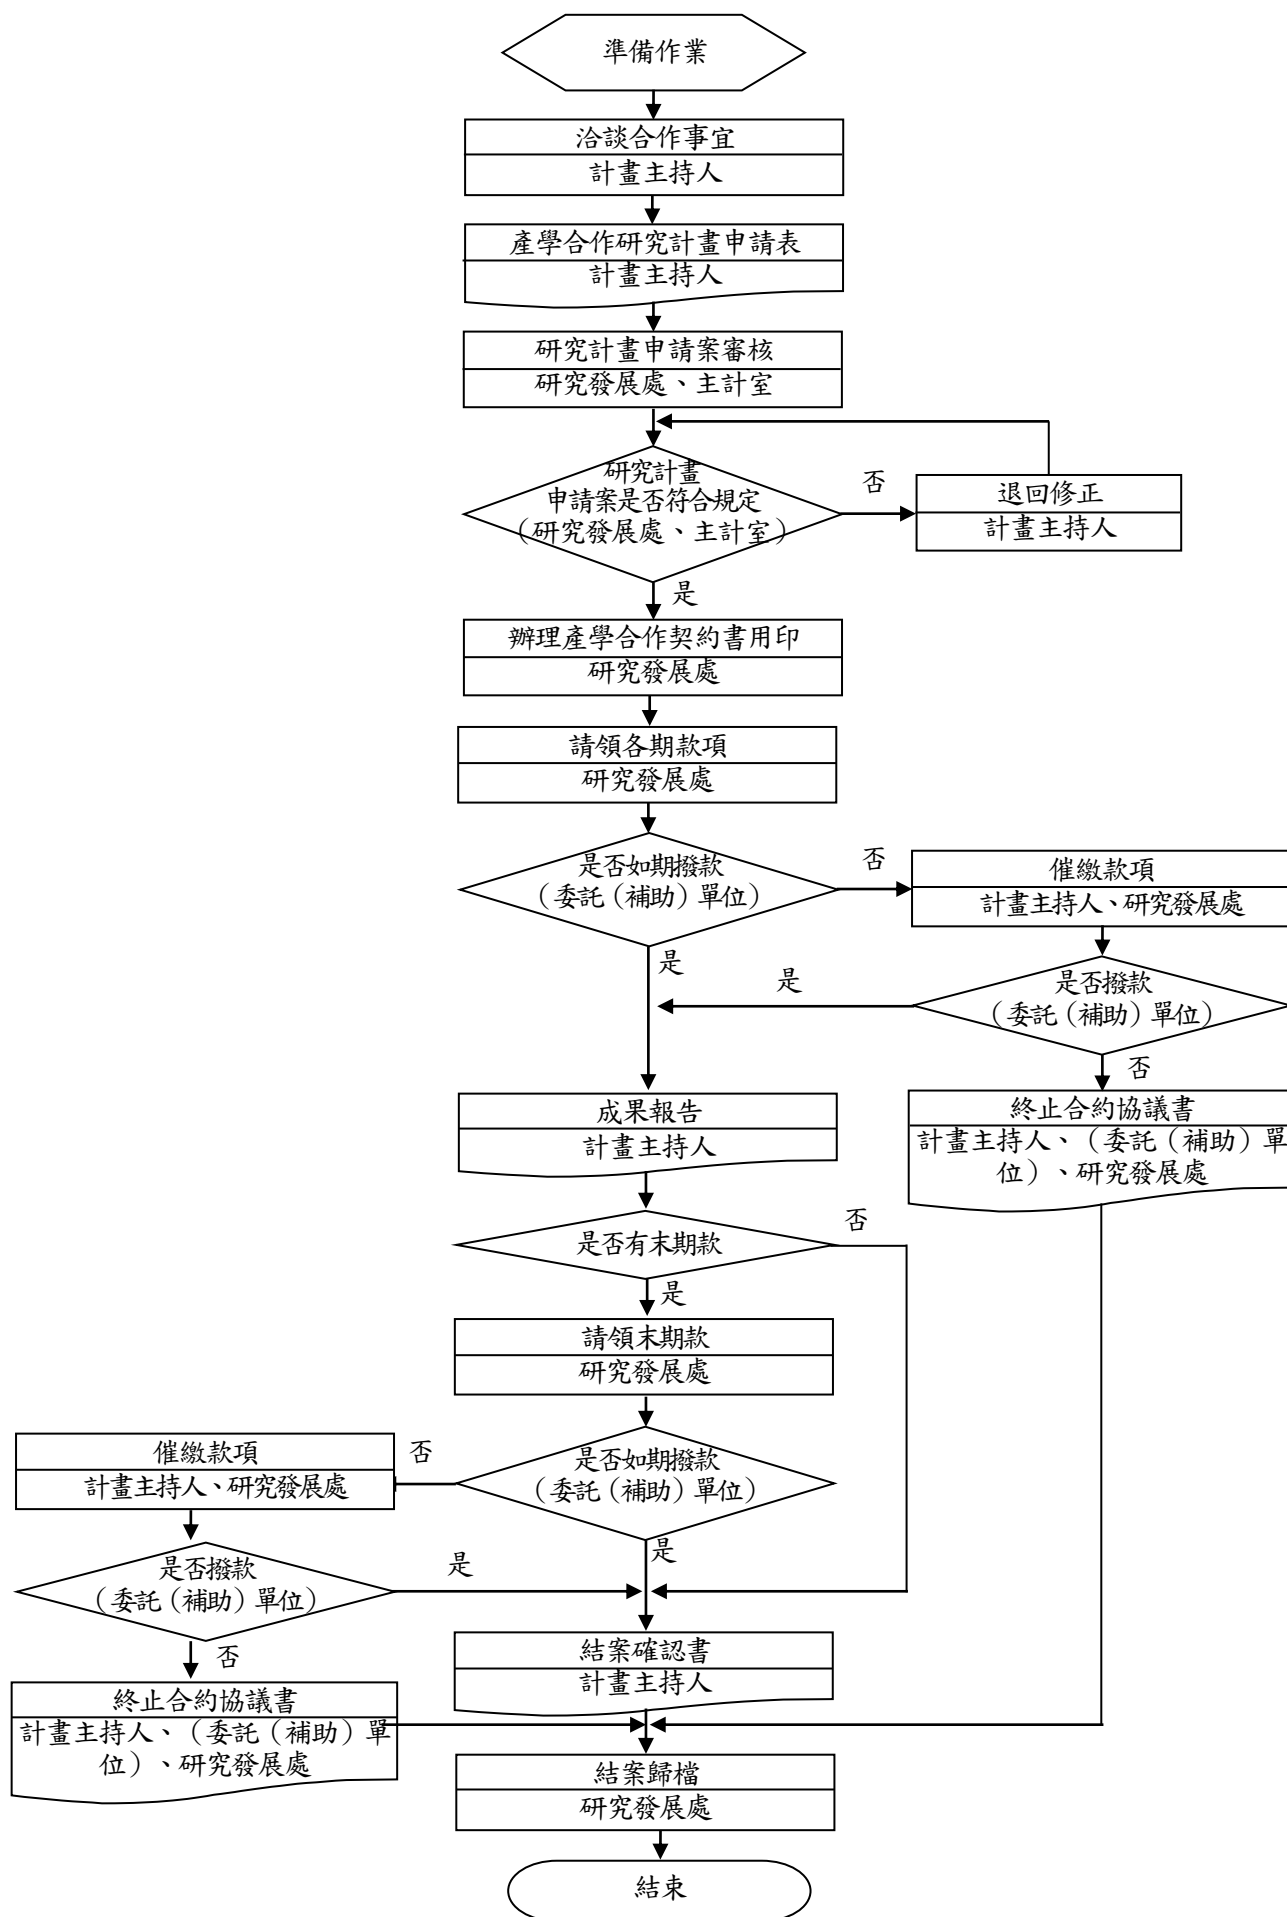 準備作業
洽談合作事宜
計畫主持人
產學合作研究計畫申請表
計畫主持人
研究計畫申請案審核
研究發展處、主計室
研究計畫
申請案是否符合規定
（研究發展處、主計室）
否
退回修正
計畫主持人
是
辦理產學合作契約書用印
研究發展處
請領各期款項
研究發展處
是否如期撥款
（委託（補助）單位）
否
催繳款項
計畫主持人、研究發展處
是
是
是否撥款
（委託（補助）單位）
否
終止合約協議書
計畫主持人、（委託（補助）單
位）、研究發展處
成果報告
計畫主持人
是否有末期款
否
是
請領末期款
研究發展處
是否如期撥款
（委託（補助）單位）
否
催繳款項
計畫主持人、研究發展處
是
是否撥款
（委託（補助）單位）
是
否
終止合約協議書
計畫主持人、（委託（補助）單
位）、研究發展處
結案確認書
計畫主持人
結案歸檔
研究發展處
結束